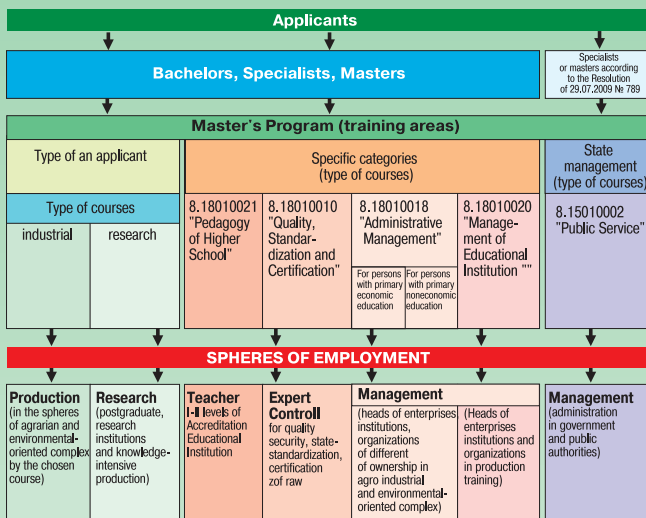 Applicants
Bachelors, Specialists, Masters
Specialists
or masters according
to the Resolution
of 29.07.2009 № 789
Master's Program (training areas)
Type of an applicant
Type of courses
industrial
research
Specific categories
(type of courses)
8.18010021
"Pedagogy
of Higher
School"
8.18010010
"Quality,
Standar-
dization and
Certification"
8.18010018
"Administrative
Management"
For persons
with primary
economic
education
For persons
with primary
noneconomic
education
8.18010020
"Manage-
ment of
Educational
Institution ""
State
management
(type of courses)
8.15010002
"Public Service"
SPHERES OF EMPLOYMENT
Production
(in the spheres
of agrarian and
environmental-
oriented complex
by the chosen
course)
Research
(postgraduate,
research
institutions
and knowledge-
intensive
production)
Teacher
I-II levels of
Accreditation
Educational
Institution
Expert
Controll
for quality
security, state-
standardization,
certification
zof raw
Management
(heads of enterprises
institutions,
organizations
of different
of ownership in
agro industrial
and environmental-
oriented complex)
(Heads of
enterprises
institutions and
organizations
in production
training)
Management
(administration
in government
and public
authorities)